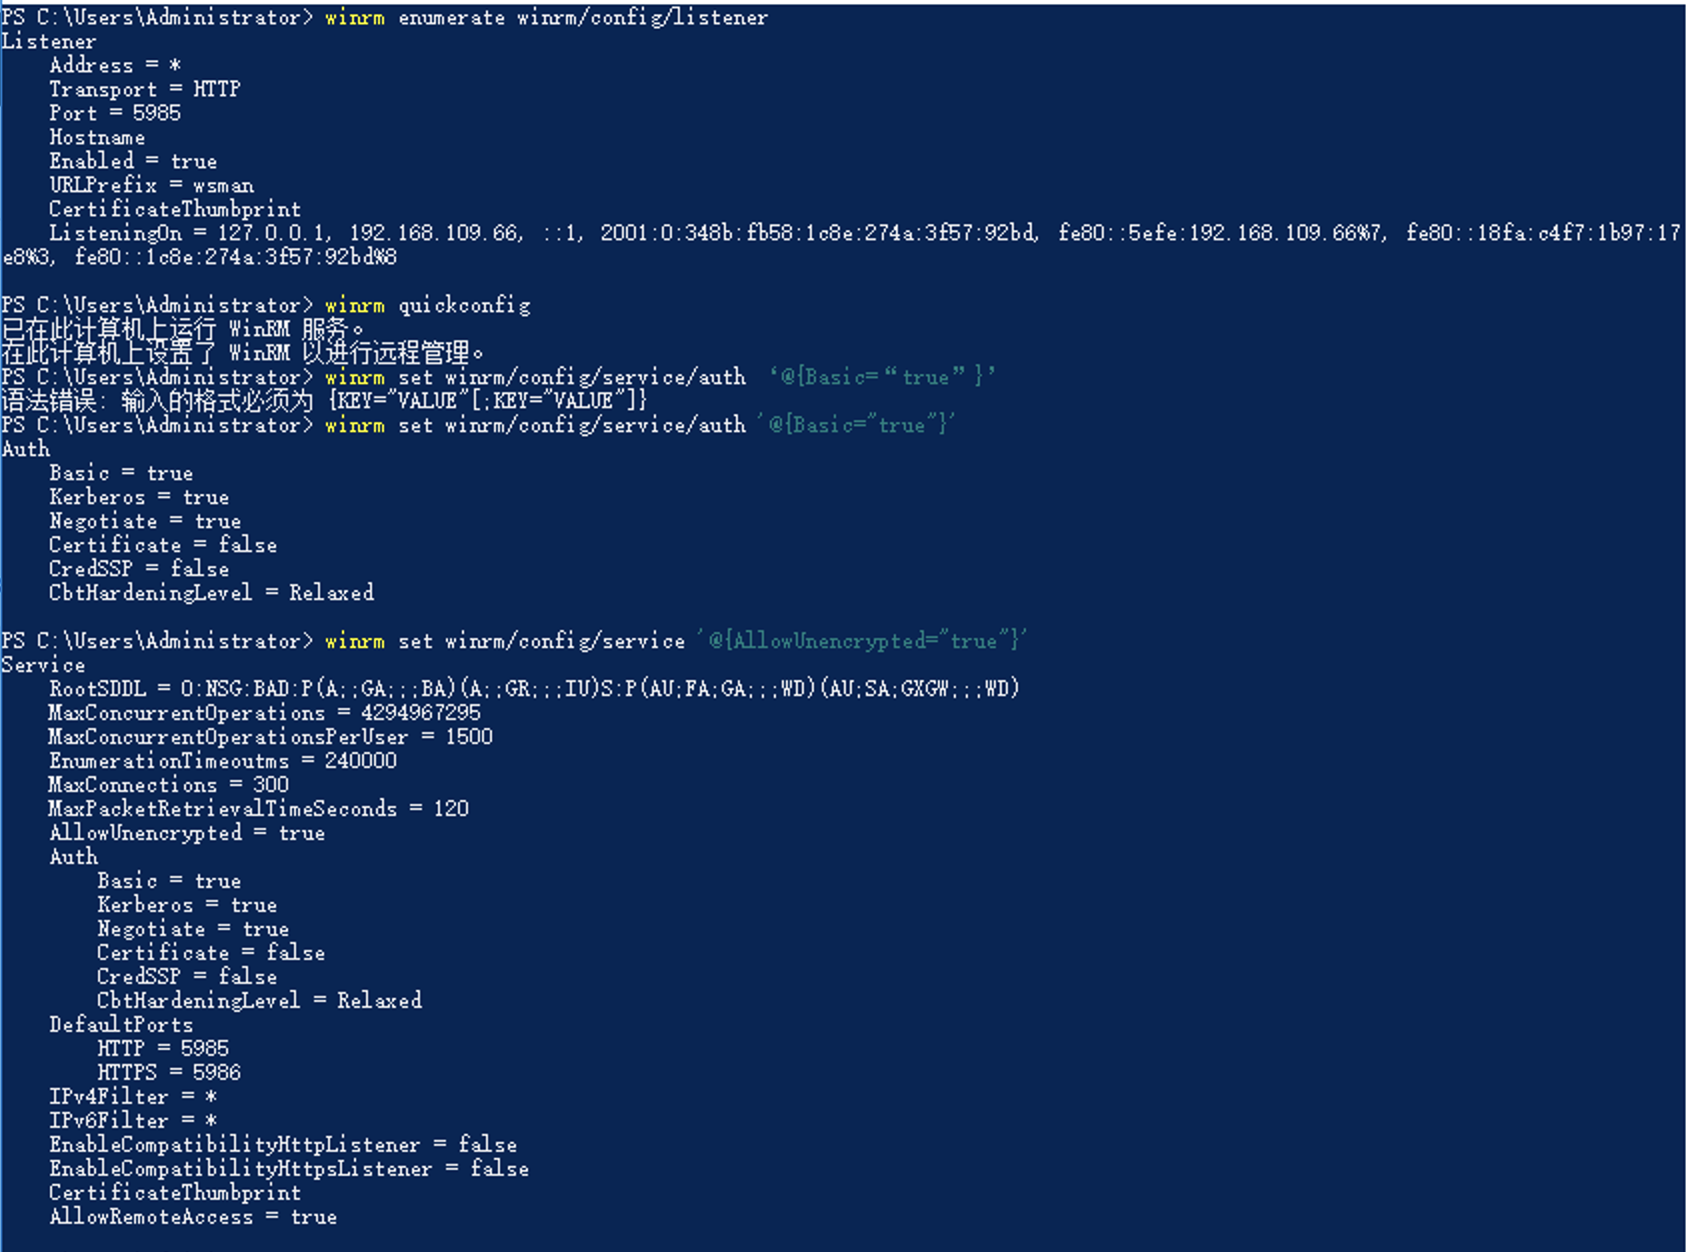 PS C:\Users\Administrator> winrm enumerate winrm/config/listener
Listener
    Address = *
    Transport = HTTP
    Port = 5985
    Hostname
    Enabled = true
    URLPrefix = wsman
    CertificateThumbprint
    ListeningOn = 127.0.0.1, 192.168.109.66, ::1, 2001:0:348b:fb58:1c8e:274a:3f57:92bd, fe80::5efe:192.168.109.66%7, fe80::18fa:c4f7:1b97:17
e8%3, fe80::1c8e:274a:3f57:92bd%8
PS C:\Users\Administrator> winrm quickconfig
已在此计算机上运行 WinRM 服务。
在此计算机上设置了 WinRM 以进行远程管理。
PS C:\Users\Administrator> winrm set winrm/config/service/auth ‘@{Basic=“true”}’
语法错误: 输入的格式必须为 {KEY="VALUE"[;KEY="VALUE"]}
PS C:\Users\Administrator> winrm set winrm/config/service/auth '@{Basic="true"}'
Auth
    Basic = true
    Kerberos = true
    Negotiate = true
    Certificate = false
    CredSSP = false
    CbtHardeningLevel = Relaxed
PS C:\Users\Administrator> winrm set winrm/config/service '@{AllowUnencrypted="true"}'
Service
    RootSDDL = O:NSG:BAD:P(A;;GA;;;BA)(A;;GR;;;IU)S:P(AU;FA;GA;;;WD)(AU;SA;GXGW;;;WD)
    MaxConcurrentOperations = 4294967295
    MaxConcurrentOperationsPerUser = 1500
    EnumerationTimeoutms = 240000
    MaxConnections = 300
    MaxPacketRetrievalTimeSeconds = 120
    AllowUnencrypted = true
    Auth
        Basic = true
        Kerberos = true
        Negotiate = true
        Certificate = false
        CredSSP = false
        CbtHardeningLevel = Relaxed
    DefaultPorts
        HTTP = 5985
        HTTPS = 5986
    IPv4Filter = *
    IPv6Filter = *
    EnableCompatibilityHttpListener = false
    EnableCompatibilityHttpsListener = false
    CertificateThumbprint
    AllowRemoteAccess = true